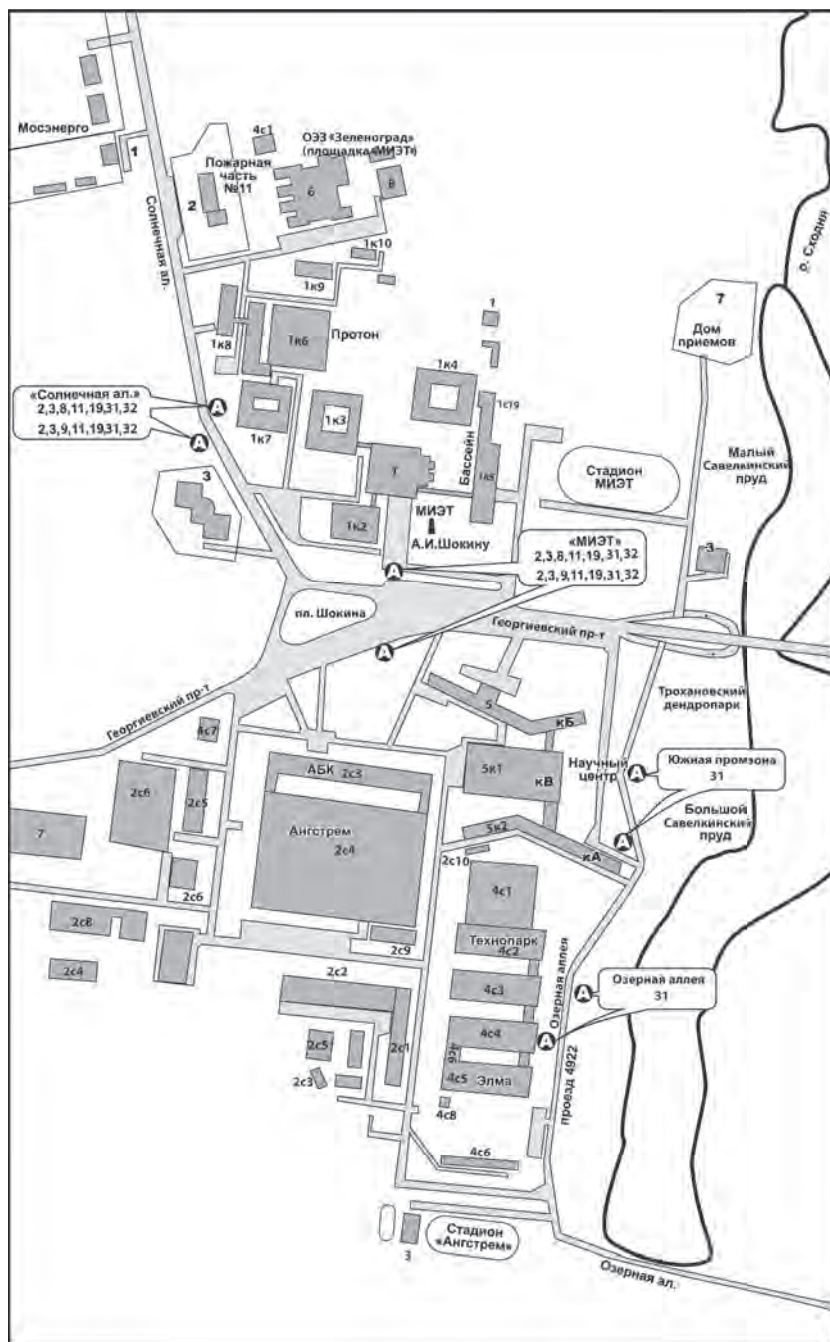 Мосэнерго
1
4с1
ОЭЗ «Зеленоград»
(площадка «МИЭТ»)
Пожарная
часть
№11
6
8
2
Солнечная ал.
р. Сходня
1к10
1к9
1
7
Дом
приемов
1к8
1к6
Протон
1к4
«Солнечная ал.»
2,3,8,11,19,31,32
2,3,9,11,19,31,32
А
А
1к7
1к3
1с19
Бассейн
Малый
Савелкинский
пруд
Стадион
МИЭТ
3
1
1к5
МИЭТ
1к2
А.И.Шокину
«МИЭТ»
2,3,8,11,19,31,32
2,3,9,11,19,31,32
3
А
пл. Шокина
Георгиевский пр-т
А
Георгиевский пр-т
Трохановский
дендропарк
5
кБ
4с7
АБК
2с3
5к1
кВ
Научный
центр
А
Южная промзона
31
2с6
2с5
Большой
Савелкинский
пруд
7
Ангстрем
2с4
5к2
кА
А
2с10
2с6
4с1
2с8
Технопарк
4с2
2с9
2с4
2с2
4с3
Озерная аллея
А
Озерная аллея
31
4с4
А
2с5
2с1
4с6
2с3
4с5
Элма
проезд 4922
4с8
4с6
3
Стадион
«Ангстрем»
Озерная ал.